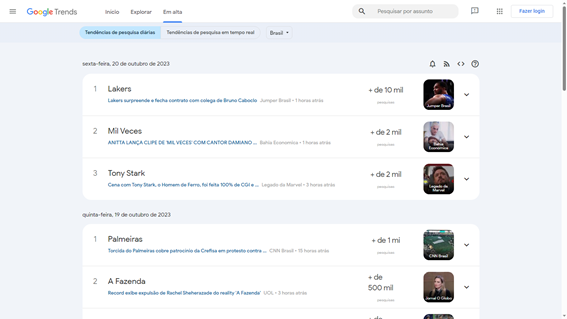 Google Trends
Início
Explorar
Em alta
Pesquisar por assunto
Fazer login
Tendências de pesquisa diárias
Tendências de pesquisa em tempo real
Brasil
sexta-feira, 20 de outubro de 2023
1
Lakers
Lakers surpreende e fecha contrato com colega de Bruno Caboclo Jumper Brasil • 1 horas atrás
+ de 10 mil
pesquisas
Jumper Brasil
2
Mil Veces
ANITTA LANÇA CLIPE DE 'MIL VECES' COM CANTOR DAMIANO ... Bahia Economica • 1 horas atrás
+ de 2 mil
pesquisas
Bahia
Economica
3
Tony Stark
Cena com Tony Stark, o Homem de Ferro, foi feita 100% de CGI e ... Legado da Marvel • 3 horas atrás
+ de 2 mil
pesquisas
Legado da
Marvel
quinta-feira, 19 de outubro de 2023
1
Palmeiras
Torcida do Palmeiras sobre patrocínio da Crefisa em protesto contra ... CNN Brasil • 15 horas atrás
+ de 1 mi
pesquisas
CNN Brasil
2
A Fazenda
Record exibe expulsão de Rachel Sheherazade do reality 'A Fazenda' UOL • 3 horas atrás
+ de
500 mil
pesquisas
Jornal O Globo